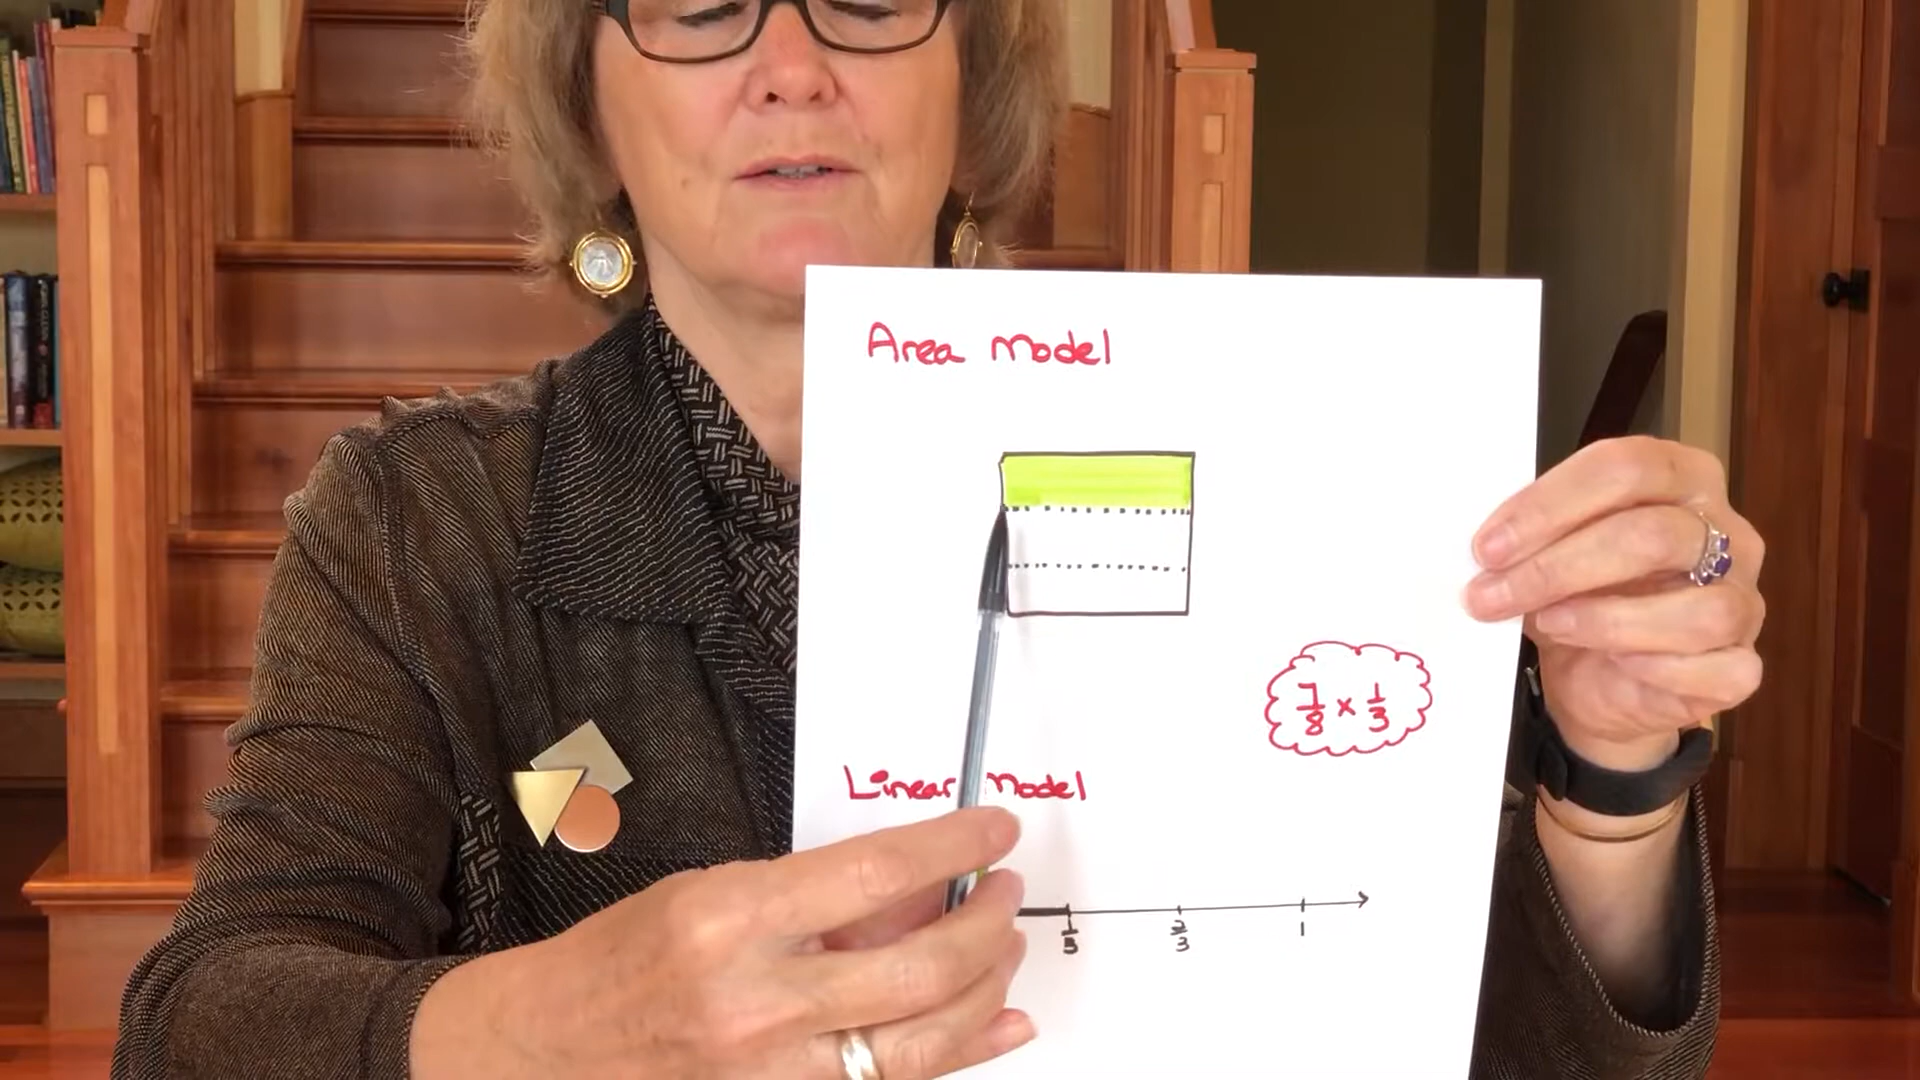 Area Model
7/8 x 1/3
Linear Model
1/3 2/3 1